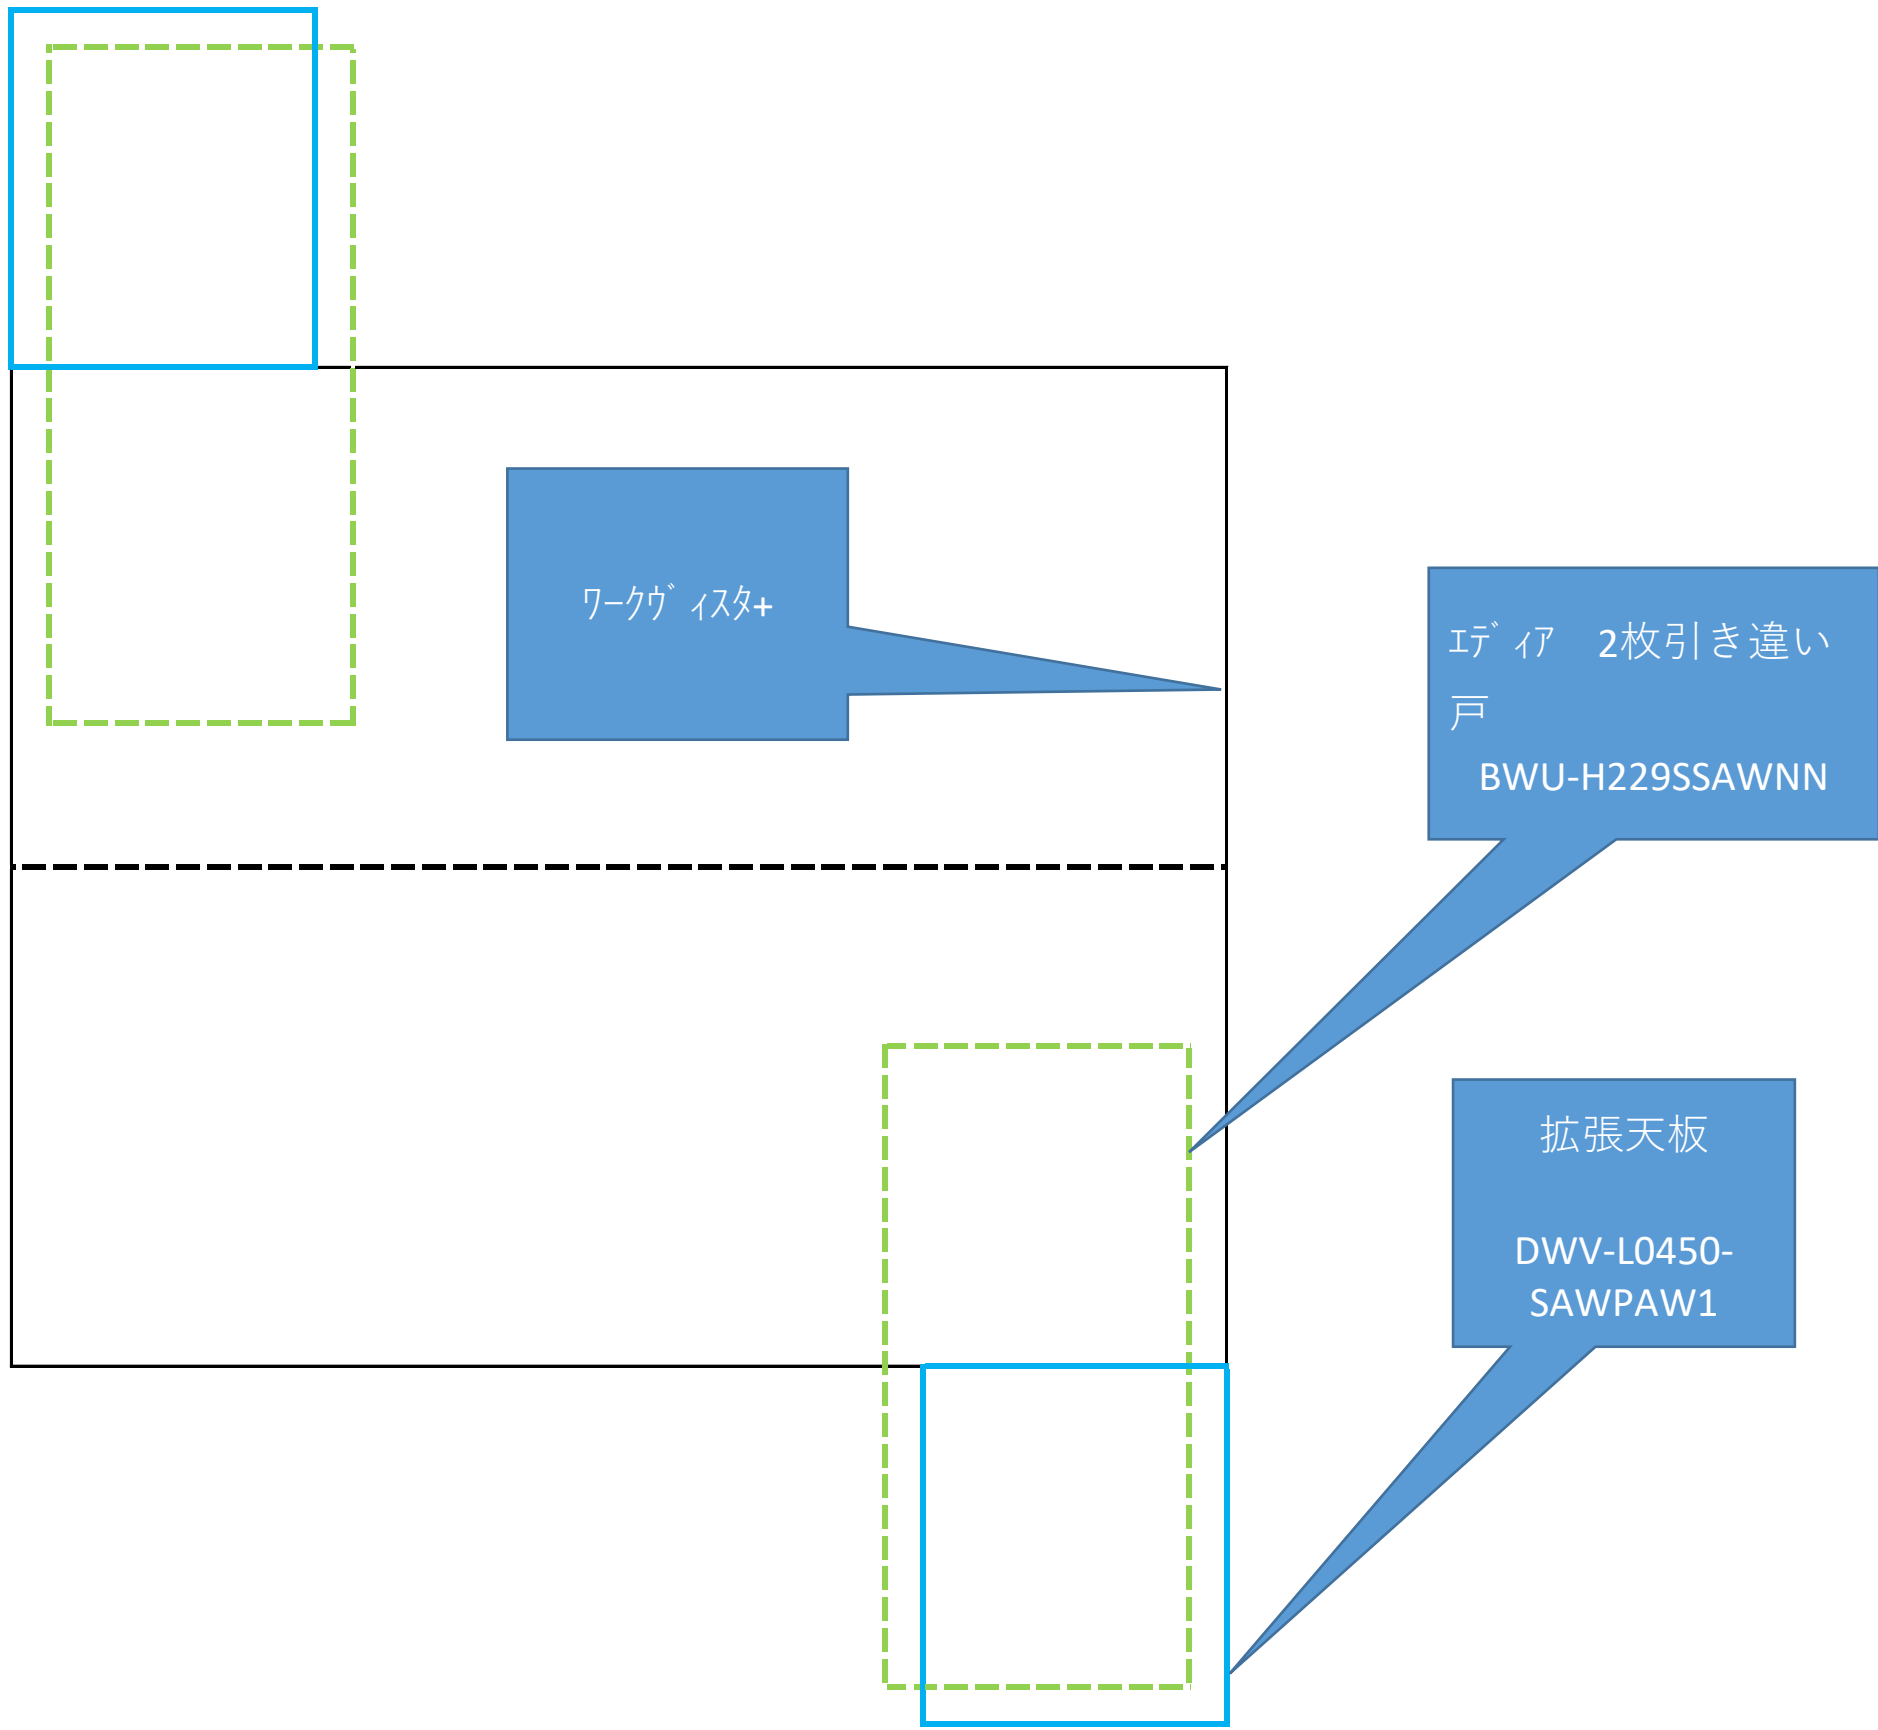 ﾜｰｸｳﾞｨｽﾀ+
ｴﾃﾞｨｱ　2枚引き違い
戸
BWU-H229SSAWNN
拡張天板
DWV-L0450-
SAWPAW1